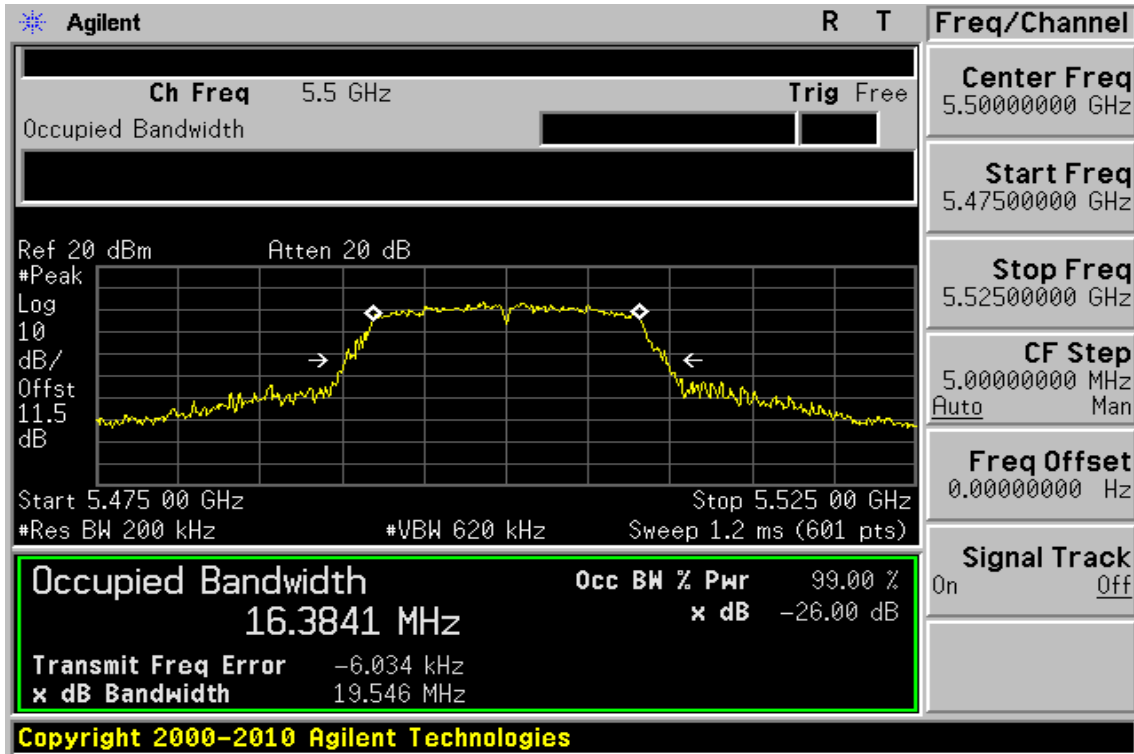 Agilent R T
Ch Freq 5.5 GHz Trig Free
Occupied Bandwidth
Ref 20 dBm Atten 20 dB
#Peak
Log
10
dB/
Offst
11.5
dB
Start 5.475 00 GHz Stop 5.525 00 GHz
#Res BW 200 kHz #VBW 620 kHz Sweep 1.2 ms (601 pts)
Occupied Bandwidth
16.3841 MHz
Occ BW % Pwr 99.00 %
x dB -26.00 dB
Transmit Freq Error -6.034 kHz
x dB Bandwidth 19.546 MHz
Copyright 2000-2010 Agilent Technologies
Freq/Channel
Center Freq
5.50000000 GHz
Start Freq
5.47500000 GHz
Stop Freq
5.52500000 GHz
CF Step
5.00000000 MHz
Auto Man
Freq Offset
0.00000000 Hz
Signal Track
On Off